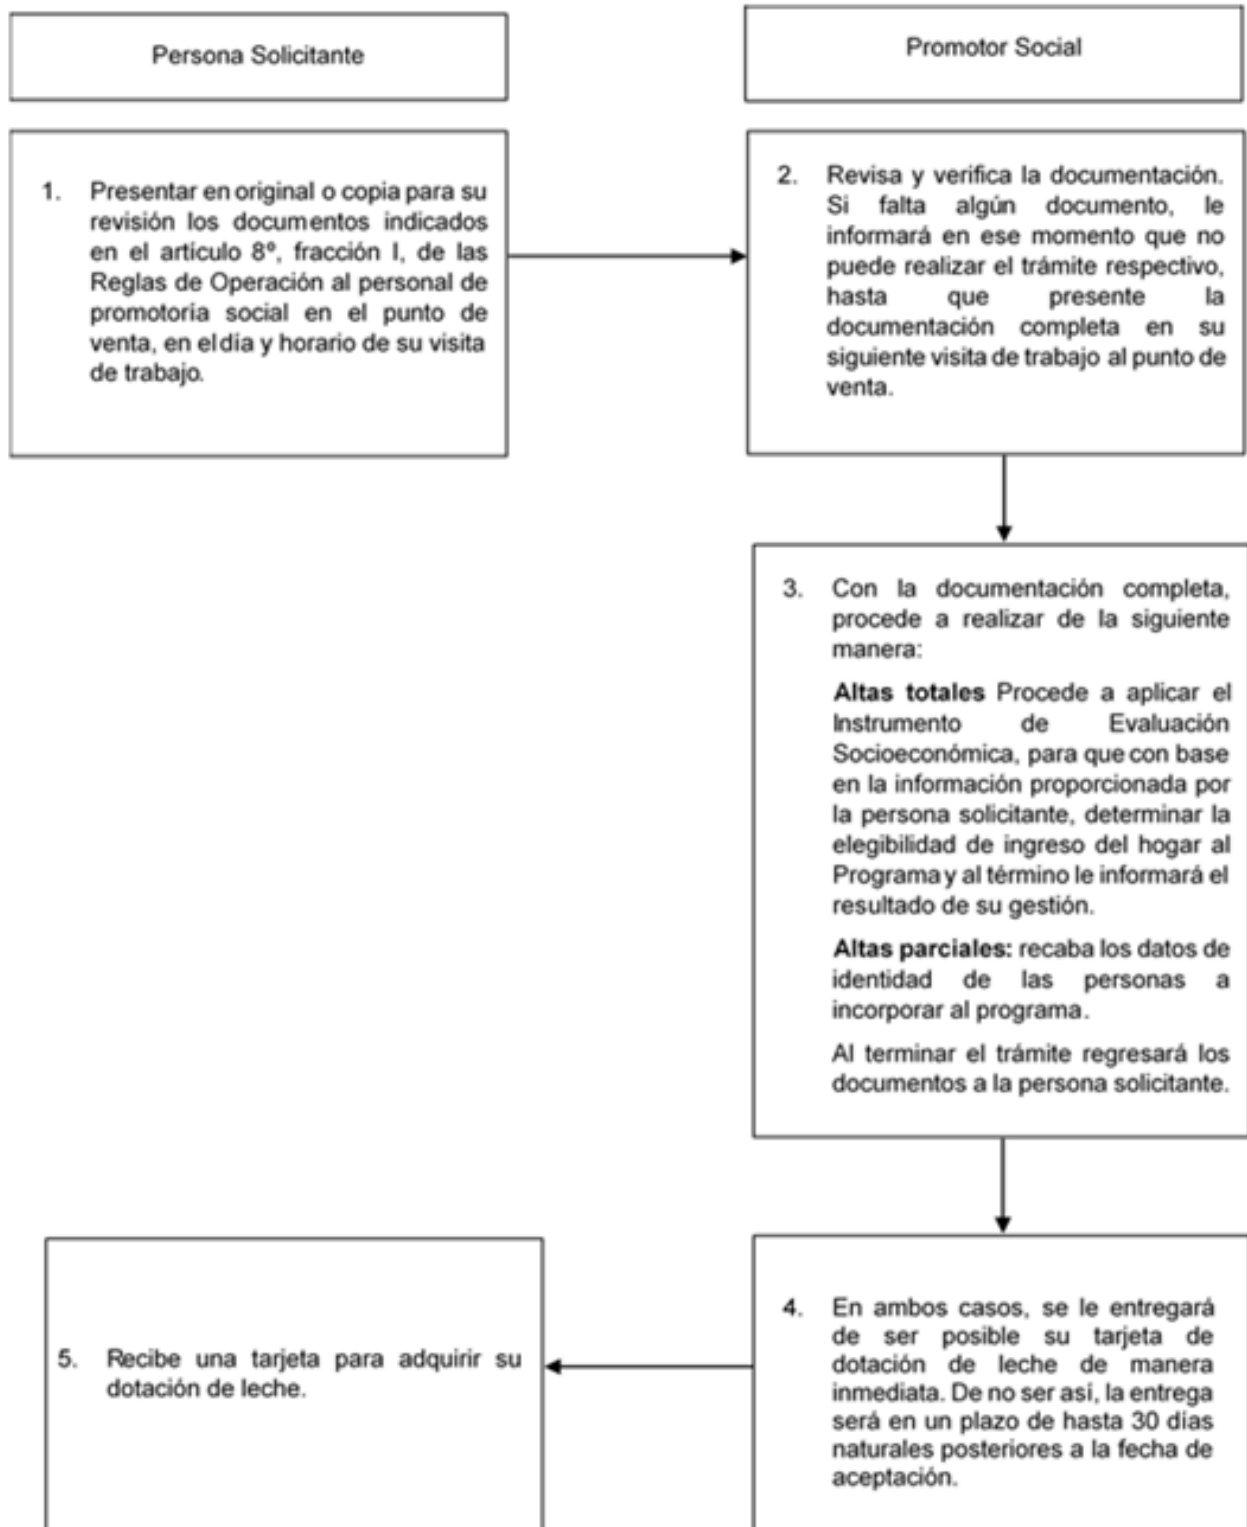 Persona Solicitante
Promotor Social
1. Presentar en original o copia para su
revisión los documentos indicados
en el artículo 8º, fracción I, de las
Reglas de Operación al personal de
promotoría social en el punto de
venta, en el día y horario de su visita
de trabajo.
2. Revisa y verifica la documentación.
Si falta algún documento, le
informará en ese momento que no
puede realizar el trámite respectivo,
hasta que presente la
documentación completa en su
siguiente visita de trabajo al punto de
venta.
3. Con la documentación completa,
procede a realizar de la siguiente
manera:
Altas totales Procede a aplicar el
Instrumento de Evaluación
Socioeconómica, para que con base
en la información proporcionada por
la persona solicitante, determinar la
elegibilidad de ingreso del hogar al
Programa y al término le informará el
resultado de su gestión.
Altas parciales: recaba los datos de
identidad de las personas a
incorporar al programa.
Al terminar el trámite regresará los
documentos a la persona solicitante.
4. En ambos casos, se le entregará
de ser posible su tarjeta de
dotación de leche de manera
inmediata. De no ser así, la entrega
será en un plazo de hasta 30 días
naturales posteriores a la fecha de
aceptación.
5. Recibe una tarjeta para adquirir su
dotación de leche.